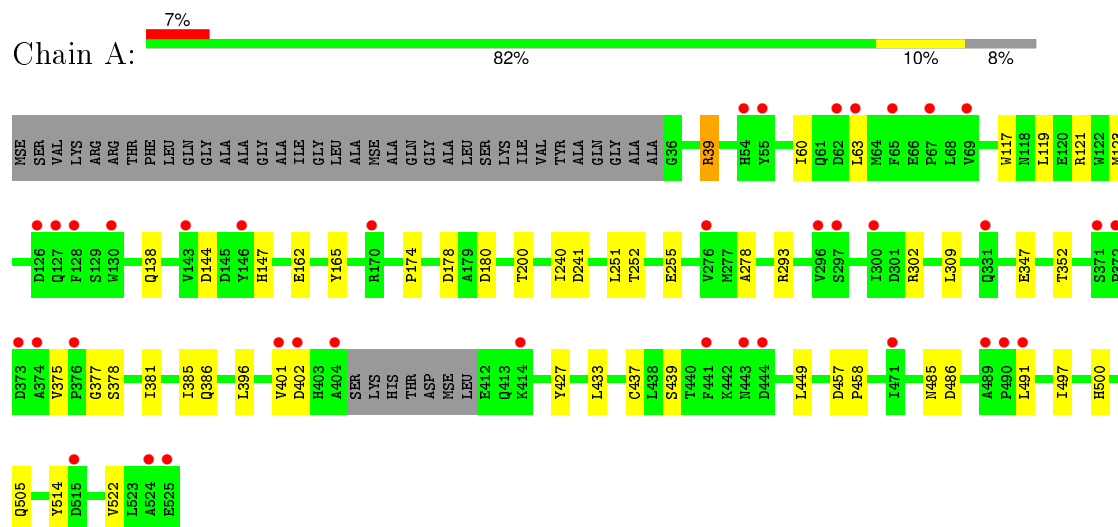 7%
Chain A:
82% 10% 8%
MSE SER VAL LYS ARG ARG THR PHE LEU GLN GLY ALA ALA GLY ALA ILE GLY LEU ALA MSE ALA GLN GLY ALA LEU SER LYS ILE VAL TYR ALA GLN GLY ALA ALA G36 R39 H54 Y55 I60 Q61 D62 L63 M64 F65 E66 P67 L68 V69 W117 N118 L119 E120 R121 W122 M123
D126 Q127 F128 S129 W130 Q138 V143 D144 D145 Y146 H147 E162 Y165 R170 P174 D178 A179 D180 T200 I240 D241 L251 T252 E255 V276 M277 A278 R293 V296 S297 I300 D301 R302 L309 Q331 E347 T352 S371
D373 A374 V375 P376 G377 S378 I381 I385 Q386 L396 V401 D402 H403 A404 SER LYS HIS THR ASP MSE LEU E412 Q413 K414 Y427 L433 C437 L438 S439 T440 F441 K442 N443 D444 L449 D457 P458 I471 N485 D486 A489 P490 L491 I497 H500
Q505 Y514 D515 V522 L523 A524 E525